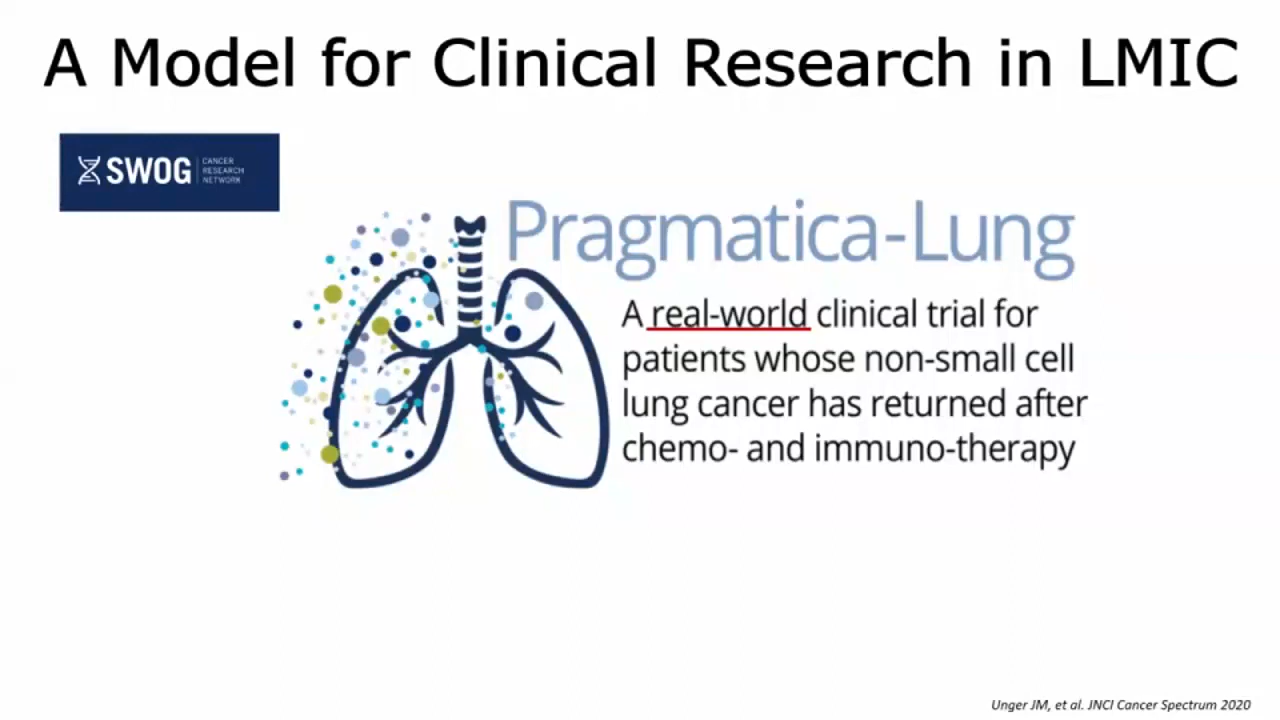 A Model for Clinical Research in LMIC
SWOG
CANCER
RESEARCH
NETWORK
Pragmatica-Lung
A real-world clinical trial for
patients whose non-small cell
lung cancer has returned after
chemo- and immuno-therapy
Unger JM, et al. JNCI Cancer Spectrum 2020